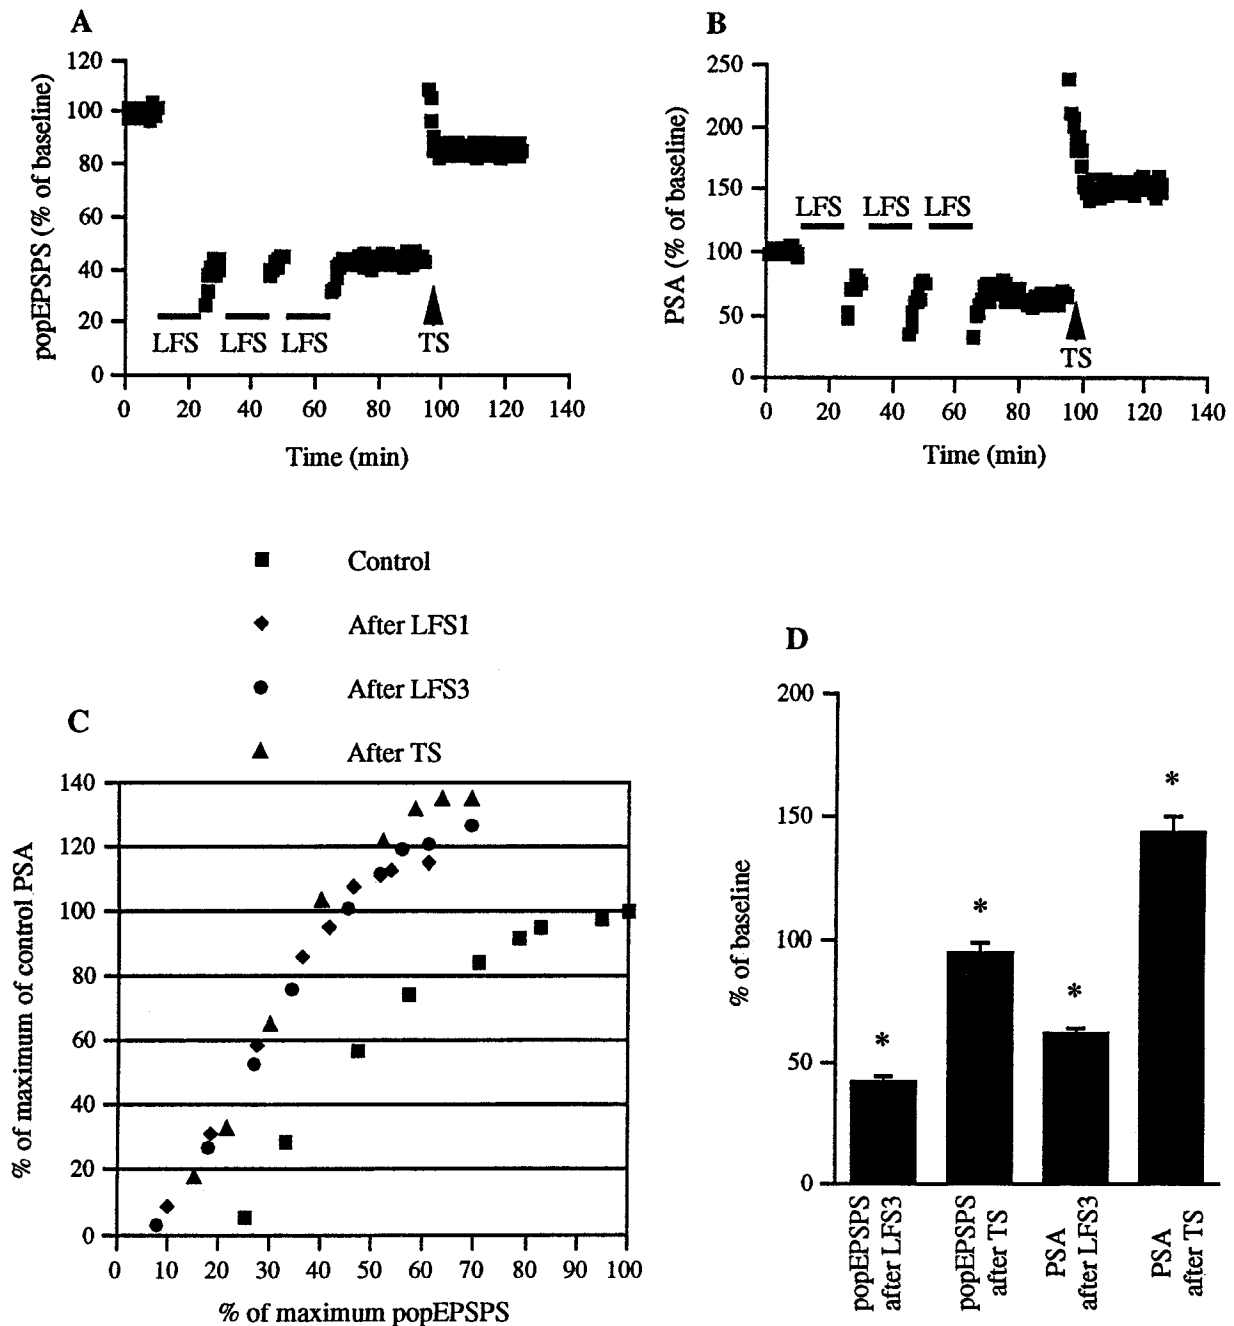 A
popEPSPS (% of baseline)
120
100
80
60
40
20
0
LFS
LFS
LFS
TS
0 20 40 60 80 100 120 140
Time (min)
B
PSA (% of baseline)
250
200
150
100
50
0
LFS
LFS
LFS
TS
0 20 40 60 80 100 120 140
Time (min)
Control
After LFS1
After LFS3
After TS
C
% of maximum of control PSA
140
120
100
80
60
40
20
0
0 10 20 30 40 50 60 70 80 90 100
% of maximum popEPSPS
D
% of baseline
200
150
100
50
0
*
*
*
*
popEPSPS
after LFS3
popEPSPS
after TS
PSA
after LFS3
PSA
after TS